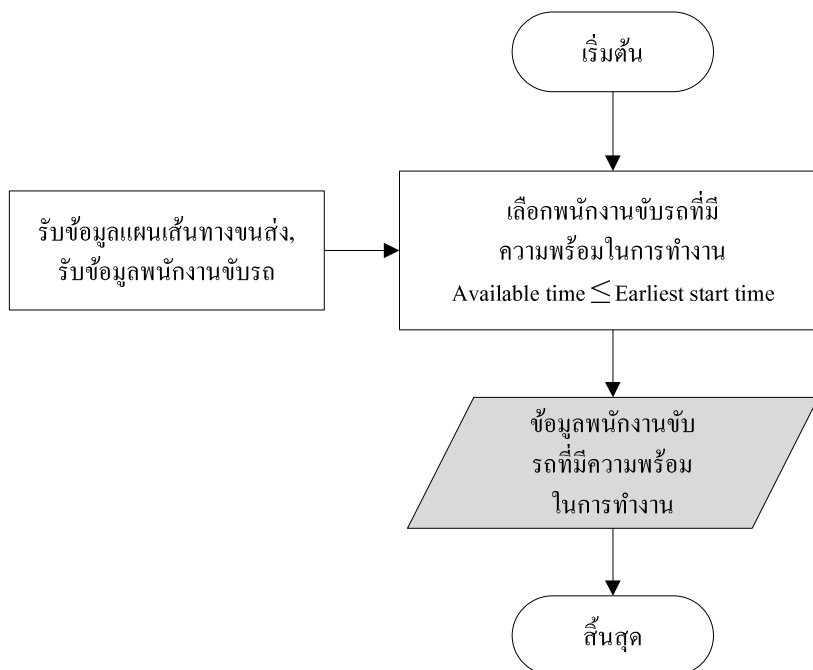 เริ่มต้น
รับข้อมูลแผนเส้นทางขนส่ง,
รับข้อมูลพนักงานขับรถ
เลือกพนักงานขับรถที่มี
ความพร้อมในการทำงาน
Available time ≤ Earliest start time
ข้อมูลพนักงานขับ
รถที่มีความพร้อม
ในการทำงาน
สิ้นสุด